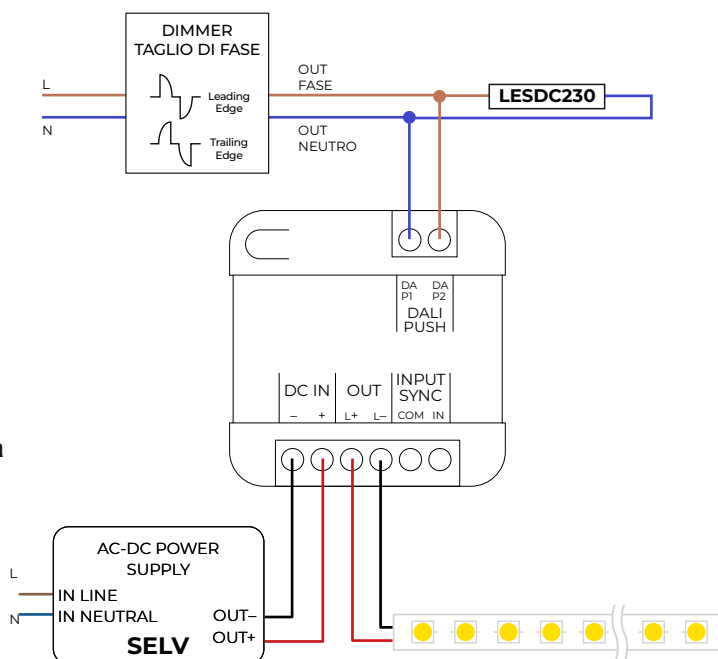 DIMMER
TAGLIO DI FASE
Leading
Edge
Trailing
Edge
L
N
OUT
FASE
OUT
NEUTRO
LESDC230
DA
P1
DA
P2
DALI
PUSH
DC IN
OUT
INPUT
SYNC
– + L+ L– COM IN
a
AC-DC POWER
SUPPLY
L
IN LINE
N
IN NEUTRAL
OUT–
OUT+
SELV